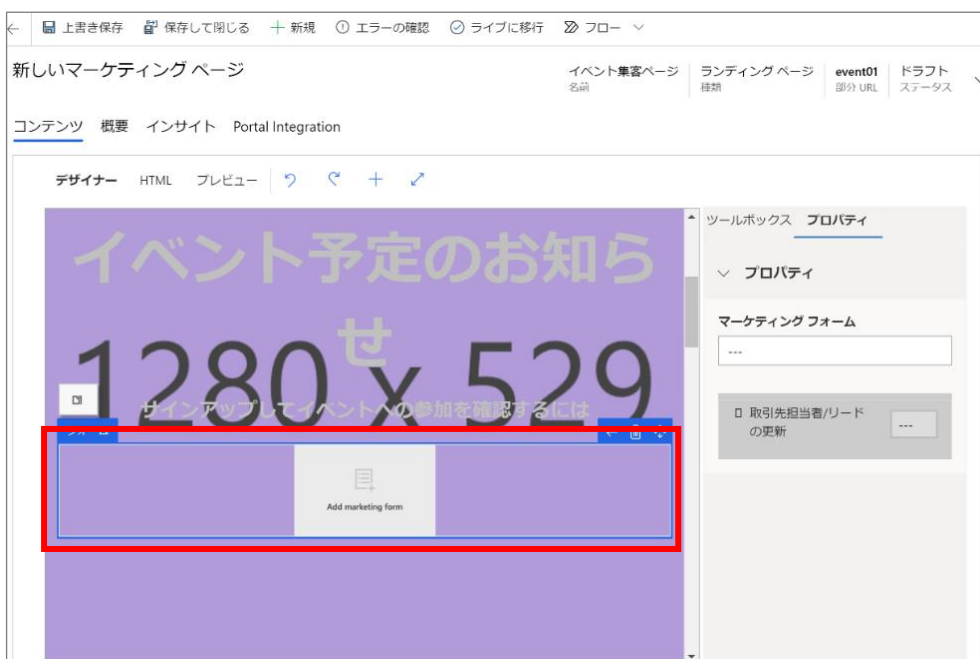 上書き保存 保存して閉じる 新規 エラーの確認 ライブに移行 フロー
新しいマーケティング ページ
イベント集客ページ
名前
ランディング ページ
種類
event01
部分 URL
ドラフト
ステータス
コンテンツ 概要 インサイト Portal Integration
デザイナー HTML プレビュー
イベント予定のお知ら
せ
1280 x 529
サインアップしてイベントへの参加を確認するには
Add marketing form
ツールボックス プロパティ
プロパティ
マーケティング フォーム
---
取引先担当者/リード
の更新
---